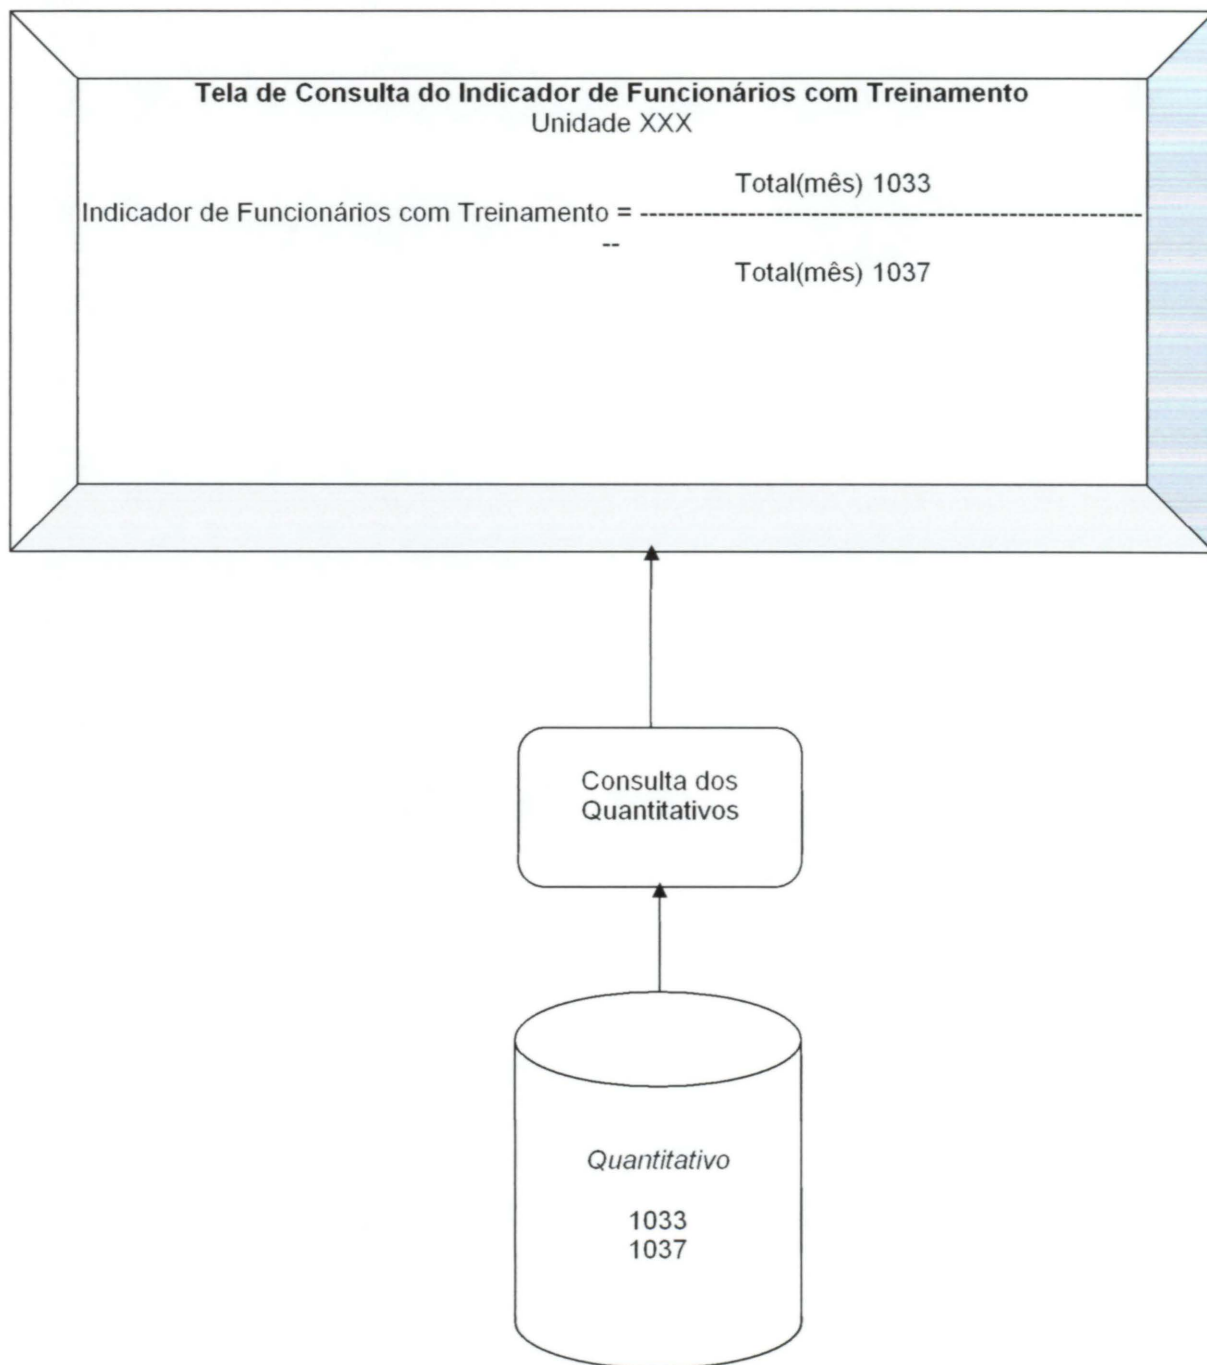 Tela de Consulta do Indicador de Funcionários com Treinamento
Unidade XXX
Total(mês) 1033
Indicador de Funcionários com Treinamento = -------------------------------------------------------
--
Total(mês) 1037
Consulta dos
Quantitativos
Quantitativo
1033
1037